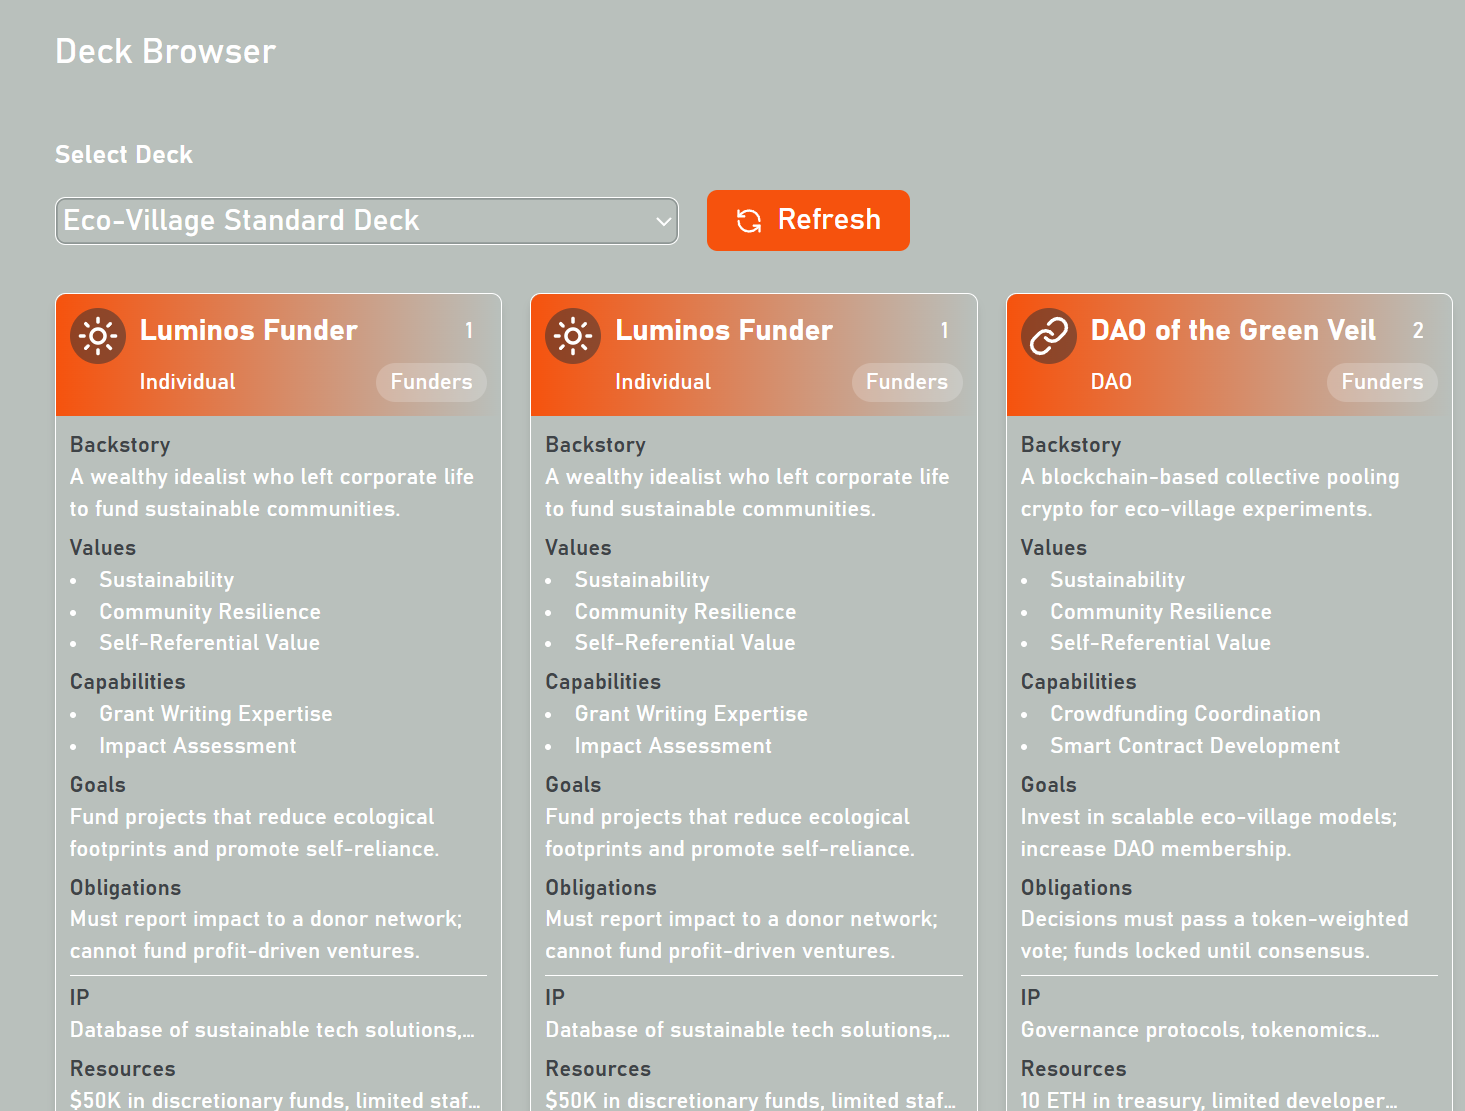 Deck Browser
Select Deck
Eco-Village Standard Deck
Refresh
Luminos Funder 1
Individual Funders
Backstory
A wealthy idealist who left corporate life
to fund sustainable communities.
Values
• Sustainability
• Community Resilience
• Self-Referential Value
Capabilities
• Grant Writing Expertise
• Impact Assessment
Goals
Fund projects that reduce ecological
footprints and promote self-reliance.
Obligations
Must report impact to a donor network;
cannot fund profit-driven ventures.
IP
Database of sustainable tech solutions,...
Resources
$50K in discretionary funds, limited staf...
Luminos Funder 1
Individual Funders
Backstory
A wealthy idealist who left corporate life
to fund sustainable communities.
Values
• Sustainability
• Community Resilience
• Self-Referential Value
Capabilities
• Grant Writing Expertise
• Impact Assessment
Goals
Fund projects that reduce ecological
footprints and promote self-reliance.
Obligations
Must report impact to a donor network;
cannot fund profit-driven ventures.
IP
Database of sustainable tech solutions,...
Resources
$50K in discretionary funds, limited staf...
DAO of the Green Veil 2
DAO Funders
Backstory
A blockchain-based collective pooling
crypto for eco-village experiments.
Values
• Sustainability
• Community Resilience
• Self-Referential Value
Capabilities
• Crowdfunding Coordination
• Smart Contract Development
Goals
Invest in scalable eco-village models;
increase DAO membership.
Obligations
Decisions must pass a token-weighted
vote; funds locked until consensus.
IP
Governance protocols, tokenomics...
Resources
10 ETH in treasury, limited developer...